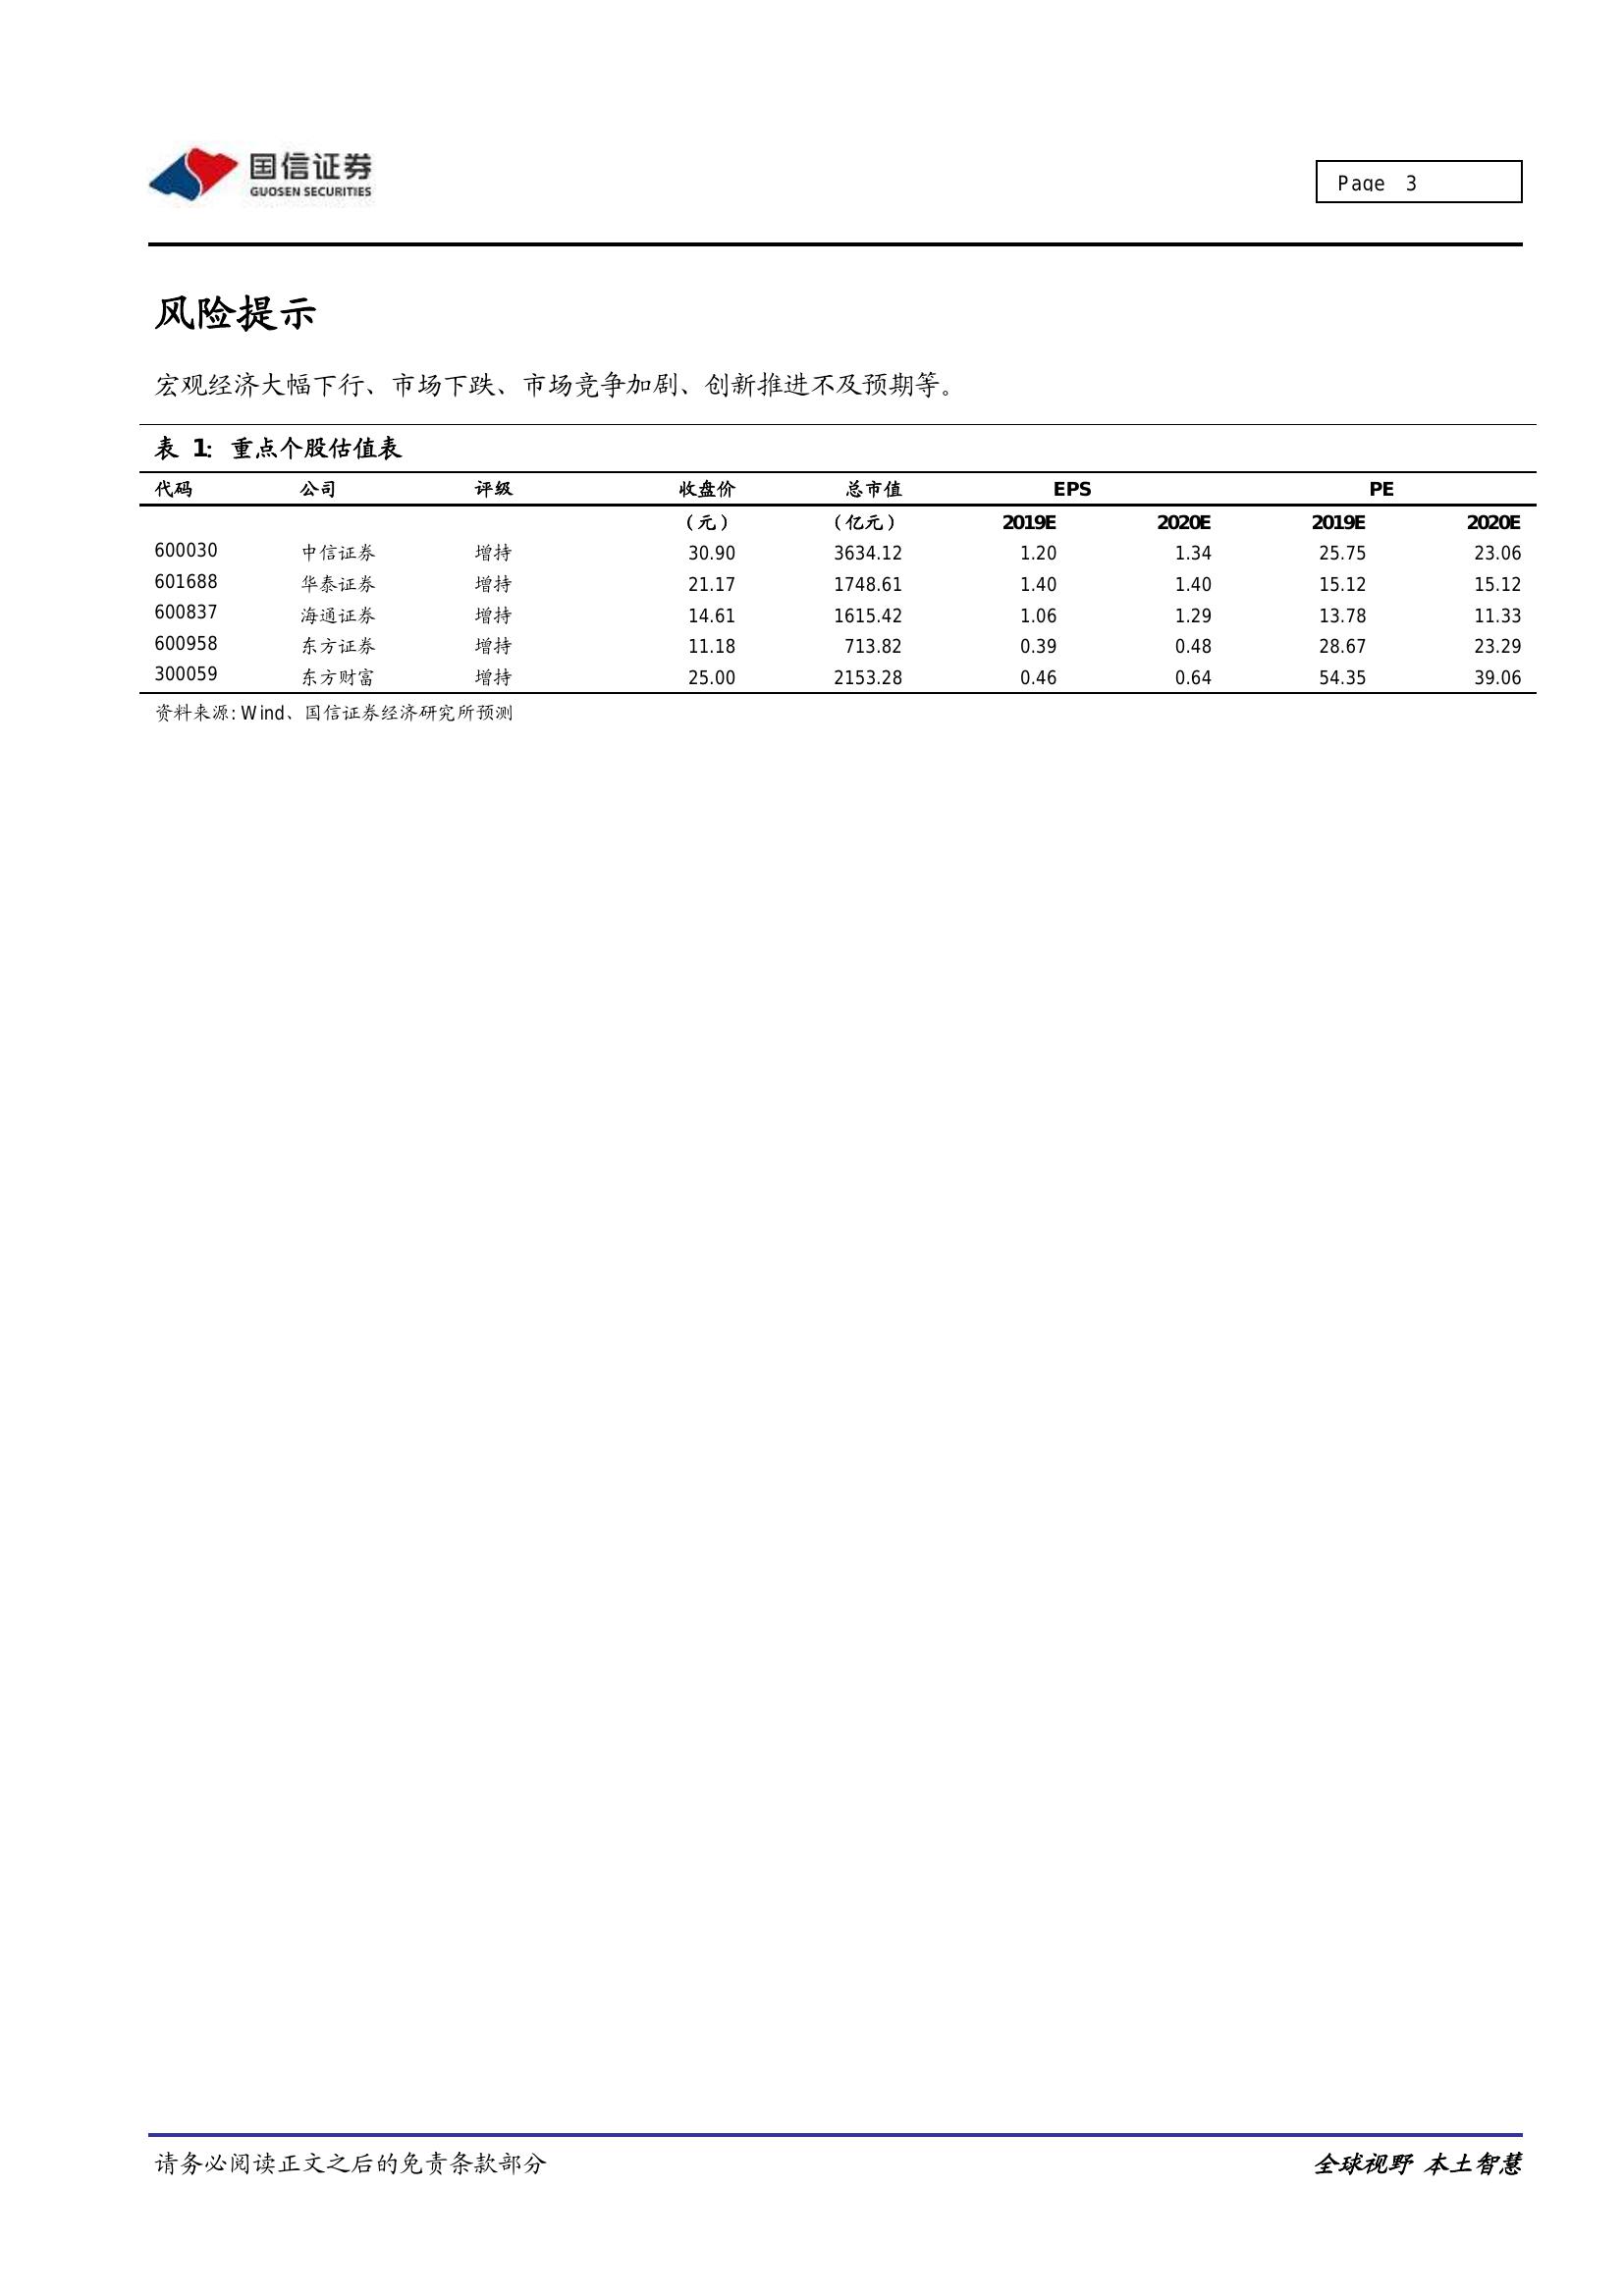 国信证券
GUOSEN SECURITIES
Page 3
风险提示
宏观经济大幅下行、市场下跌、市场竞争加剧、创新推进不及预期等。
表 1: 重点个股估值表
代码 公司 评级 收盘价 总市值 EPS PE
（元） （亿元） 2019E 2020E 2019E 2020E
600030 中信证券 增持 30.90 3634.12 1.20 1.34 25.75 23.06
601688 华泰证券 增持 21.17 1748.61 1.40 1.40 15.12 15.12
600837 海通证券 增持 14.61 1615.42 1.06 1.29 13.78 11.33
600958 东方证券 增持 11.18 713.82 0.39 0.48 28.67 23.29
300059 东方财富 增持 25.00 2153.28 0.46 0.64 54.35 39.06
资料来源: Wind、国信证券经济研究所预测
请务必阅读正文之后的免责条款部分
全球视野 本土智慧